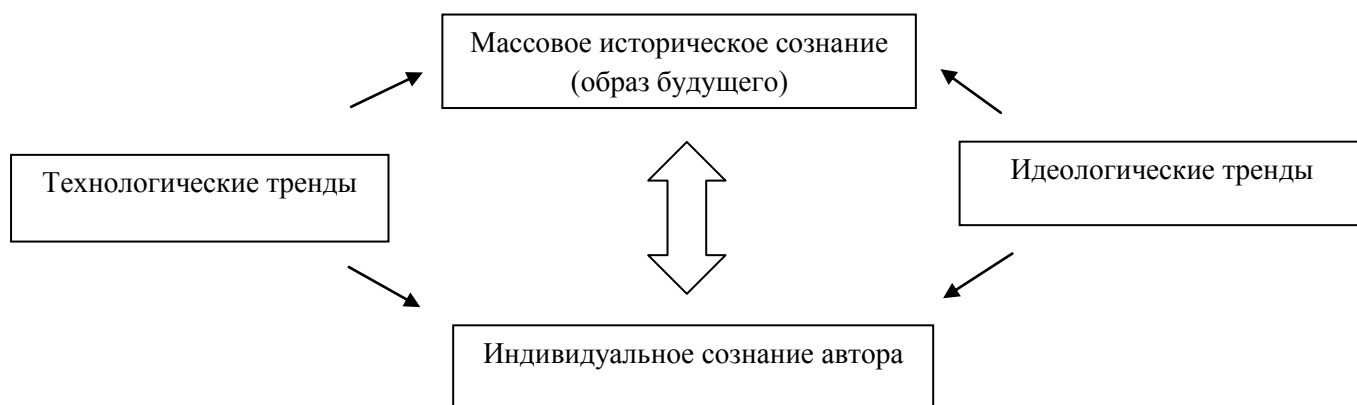 Массовое историческое сознание
(образ будущего)
Технологические тренды
Идеологические тренды
Индивидуальное сознание автора